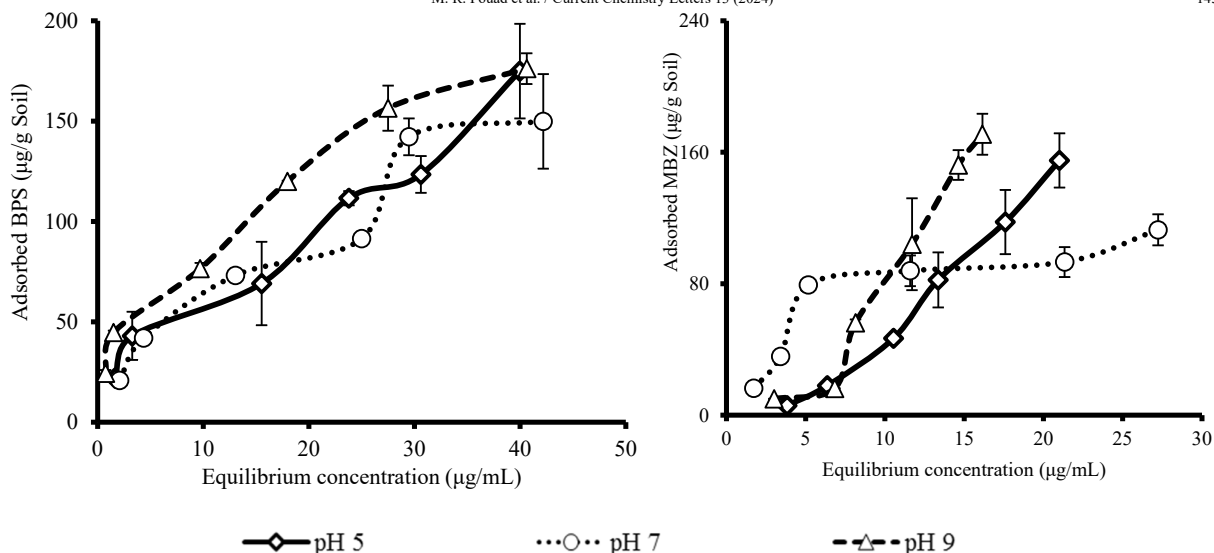 M. R. Fouad et al. / Current Chemistry Letters 13 (2024)
Adsorbed BPS (µg/g Soil)
200
150
100
50
0
0 10 20 30 40 50
Equilibrium concentration (µg/mL)
Adsorbed MBZ (µg/g Soil)
240
160
80
0
0 5 10 15 20 25 30
Equilibrium concentration (µg/mL)
pH 5 pH 7 pH 9